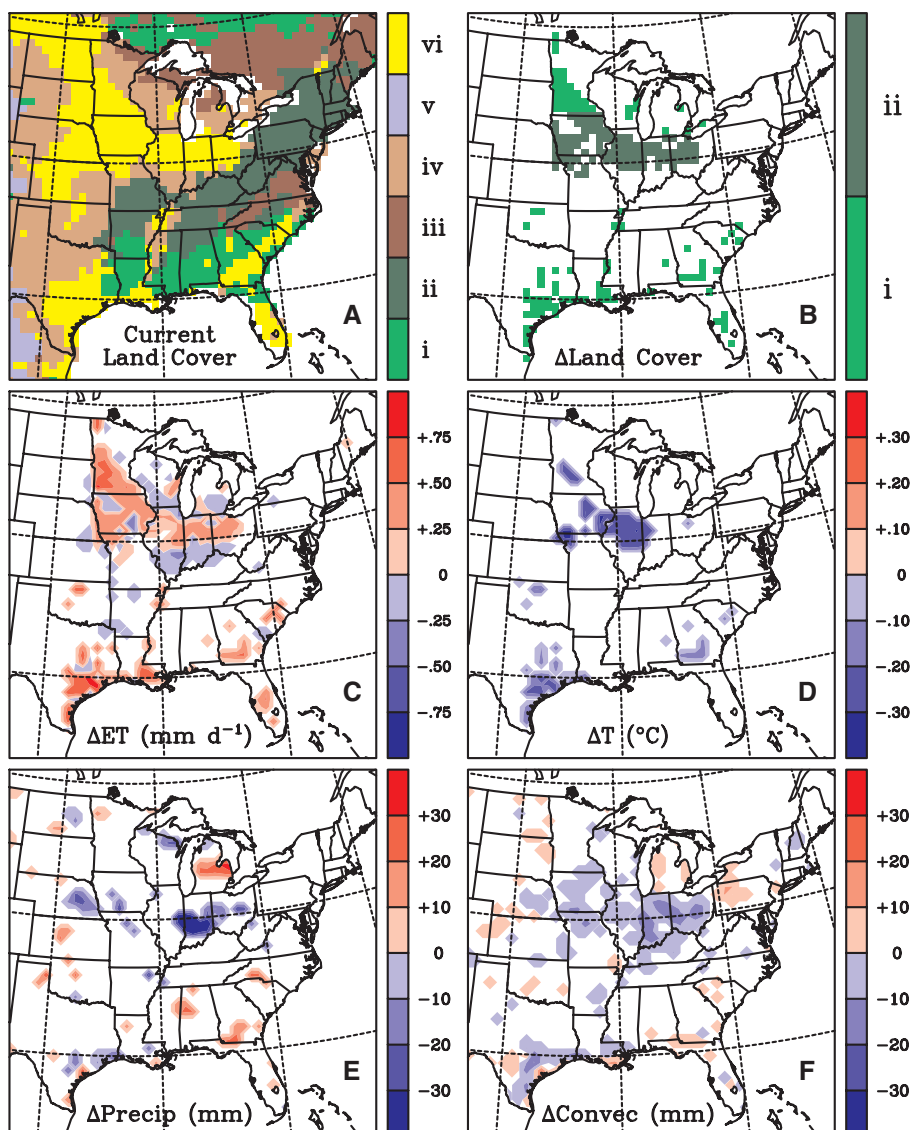 vi
v
iv
iii
ii
i
A
Current
Land Cover
ii
i
B
ΔLand Cover
+.75
+.50
+.25
0
-.25
-.50
-.75
C
ΔET (mm d⁻¹)
+.30
+.20
+.10
0
-.10
-.20
-.30
D
ΔT (°C)
+30
+20
+10
0
-10
-20
-30
E
ΔPrecip (mm)
+30
+20
+10
0
-10
-20
-30
F
ΔConvec (mm)